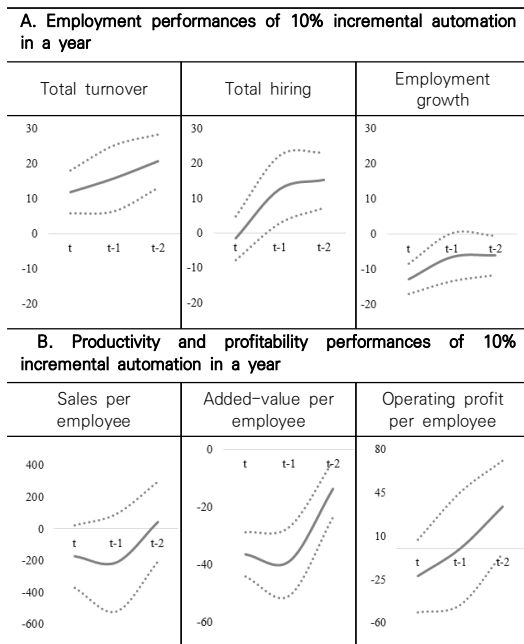 A. Employment performances of 10% incremental automation
in a year
Total turnover
Total hiring
Employment
growth
30
20
10
0
-10
-20
t
t-1
t-2
30
20
10
0
-10
-20
t
t-1
t-2
30
20
10
0
-10
-20
t
t-1
t-2
B. Productivity and profitability performances of 10%
incremental automation in a year
Sales per
employee
Added-value per
employee
Operating profit
per employee
400
200
0
-200
-400
-600
t
t-1
t-2
0
-20
-40
-60
t
t-1
t-2
80
45
10
-25
-60
t
t-1
t-2